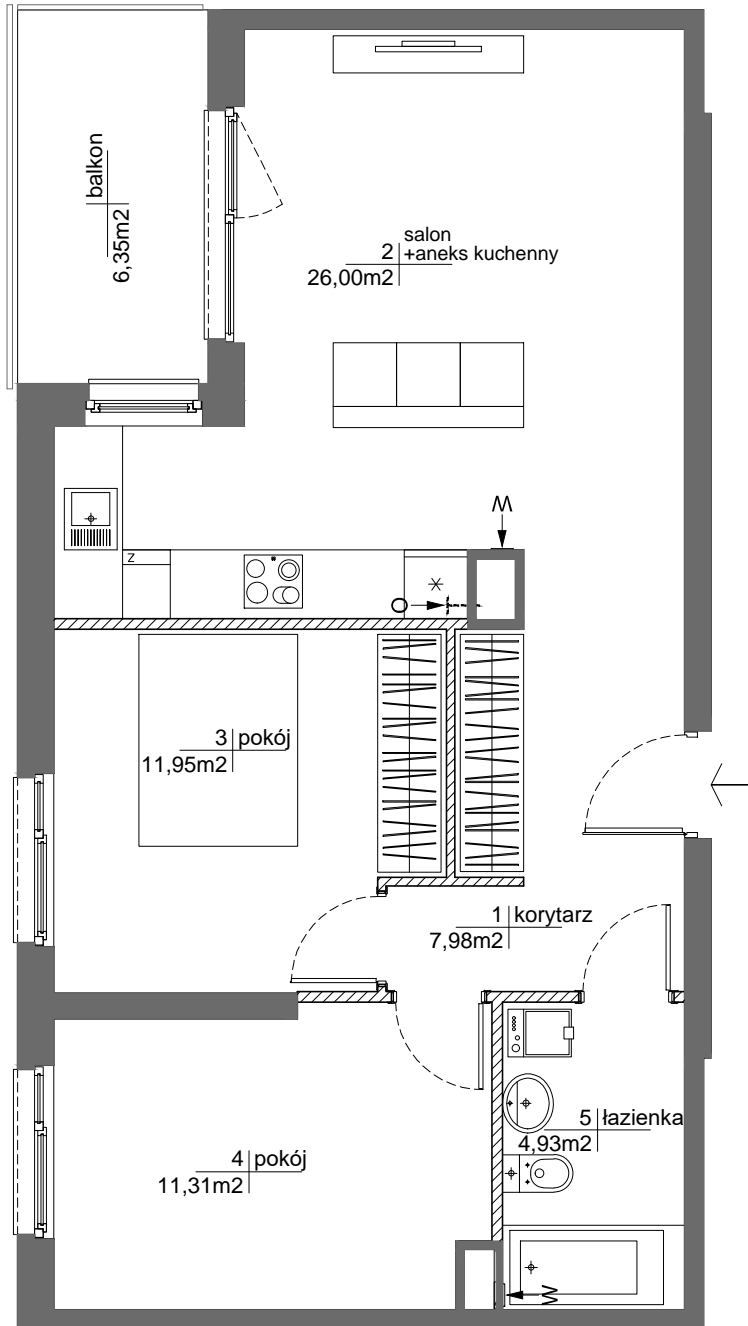 balkon
6,35m2
2 salon
+aneks kuchenny
26,00m2
W
Z
O
3 pokój
11,95m2
1 korytarz
7,98m2
5 łazienka
4,93m2
4 pokój
11,31m2
W